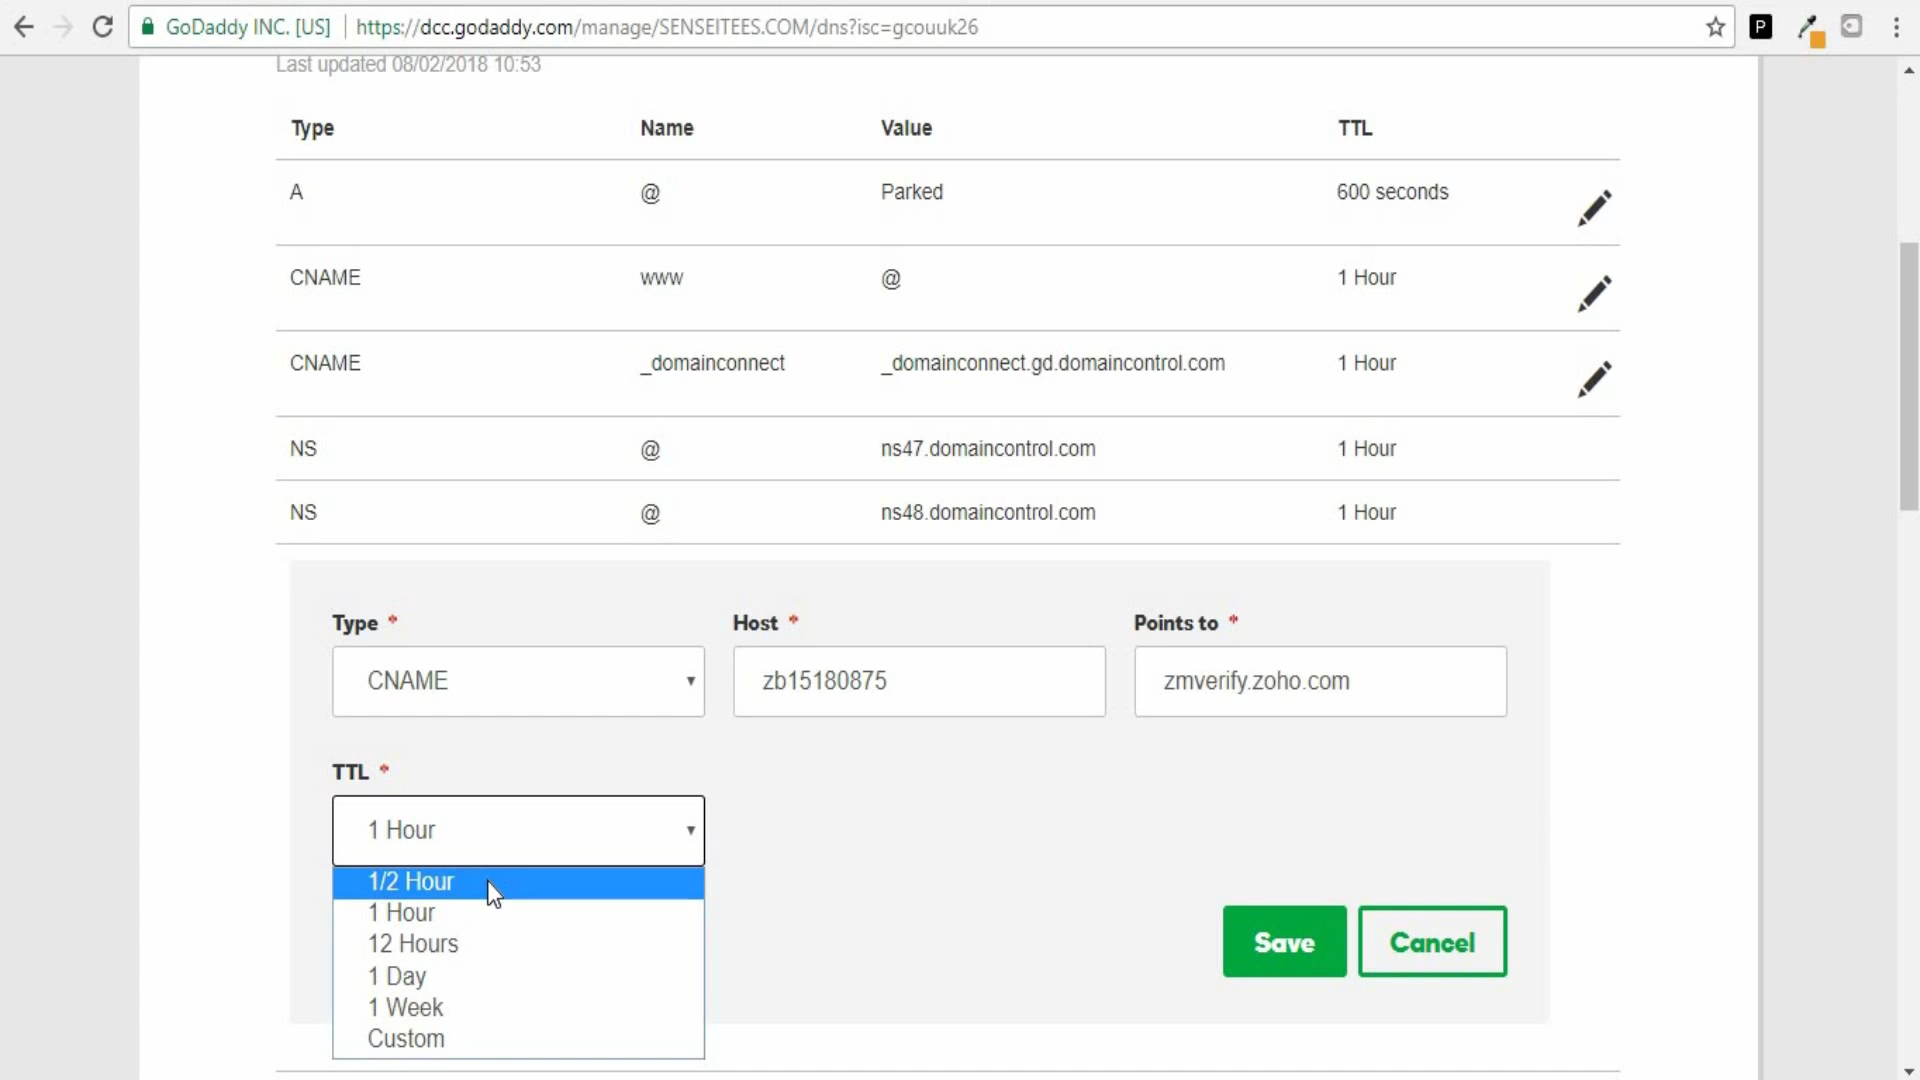 GoDaddy INC. [US] https://dcc.godaddy.com/manage/SENSEITEES.COM/dns?isc=gcouuk26
P
Last updated 08/02/2018 10:53
Type Name Value TTL
A @ Parked 600 seconds
CNAME www @ 1 Hour
CNAME _domainconnect _domainconnect.gd.domaincontrol.com 1 Hour
NS @ ns47.domaincontrol.com 1 Hour
NS @ ns48.domaincontrol.com 1 Hour
Type * Host * Points to *
CNAME zb15180875 zmverify.zoho.com
TTL *
1 Hour
1/2 Hour
1 Hour
12 Hours
1 Day
1 Week
Custom
Save Cancel